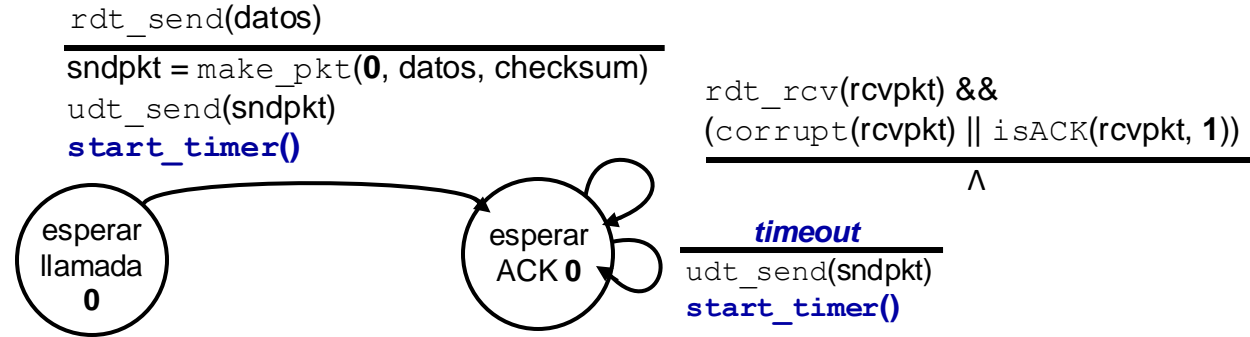 rdt_send(datos)
sndpkt = make_pkt(0, datos, checksum)
udt_send(sndpkt)
start_timer()
rdt_rcv(rcvpkt) &&
(corrupt(rcvpkt) || isACK(rcvpkt, 1))
Λ
esperar
llamada
0
esperar
ACK 0
timeout
udt_send(sndpkt)
start_timer()